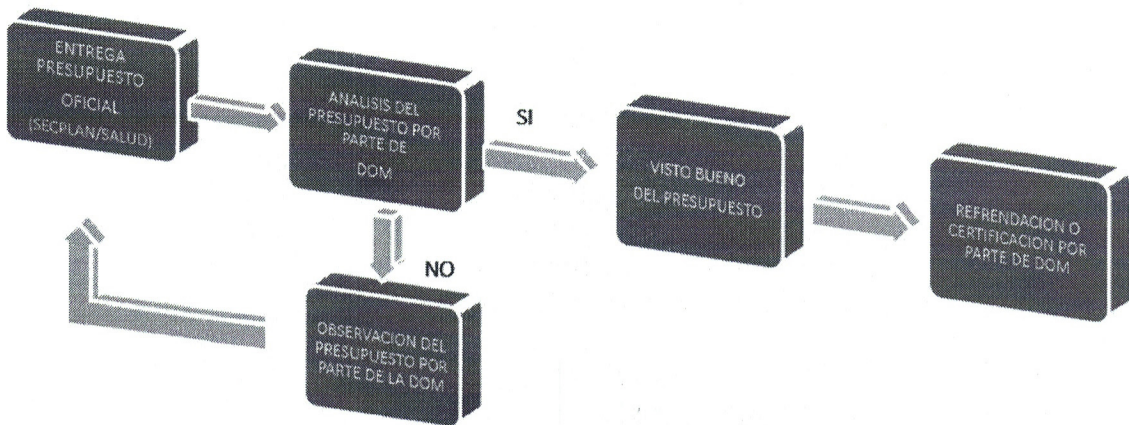 ENTREGA
PRESUPUESTO
OFICIAL
(SECPLAN/SALUD)
ANALISIS DEL
PRESUPUESTO POR
PARTE DE
DOM
SI
VISTO BUENO
DEL PRESUPUESTO
REFRENDACION O
CERTIFICACION POR
PARTE DE DOM
NO
OBSERVACION DEL
PRESUPUESTO POR
PARTE DE LA DOM